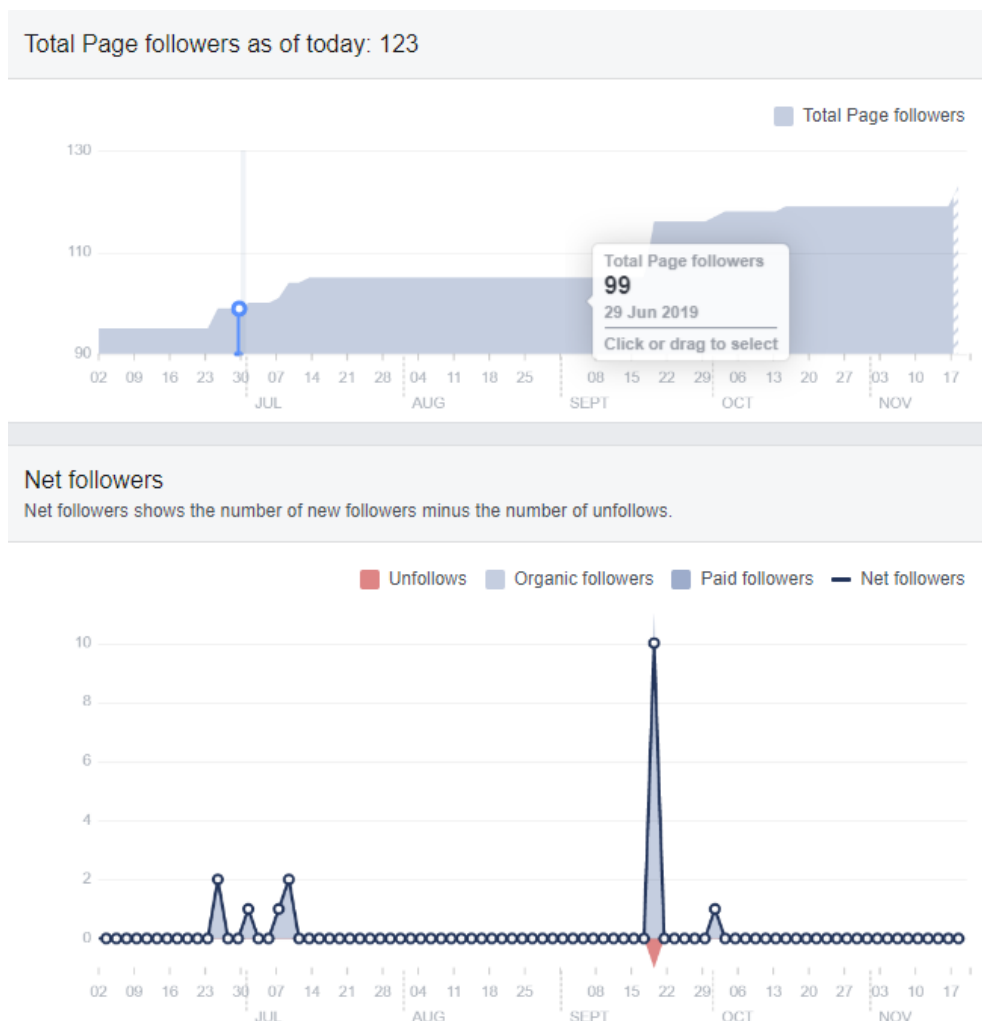 Total Page followers as of today: 123
Total Page followers
130
110
90
Total Page followers
99
29 Jun 2019
Click or drag to select
02 09 16 23 30 07 14 21 28 04 11 18 25 08 15 22 29 06 13 20 27 03 10 17
JUL AUG SEPT OCT NOV
Net followers
Net followers shows the number of new followers minus the number of unfollows.
Unfollows Organic followers Paid followers Net followers
10
8
6
4
2
0
02 09 16 23 30 07 14 21 28 04 11 18 25 08 15 22 29 06 13 20 27 03 10 17
JUL AUG SEPT OCT NOV